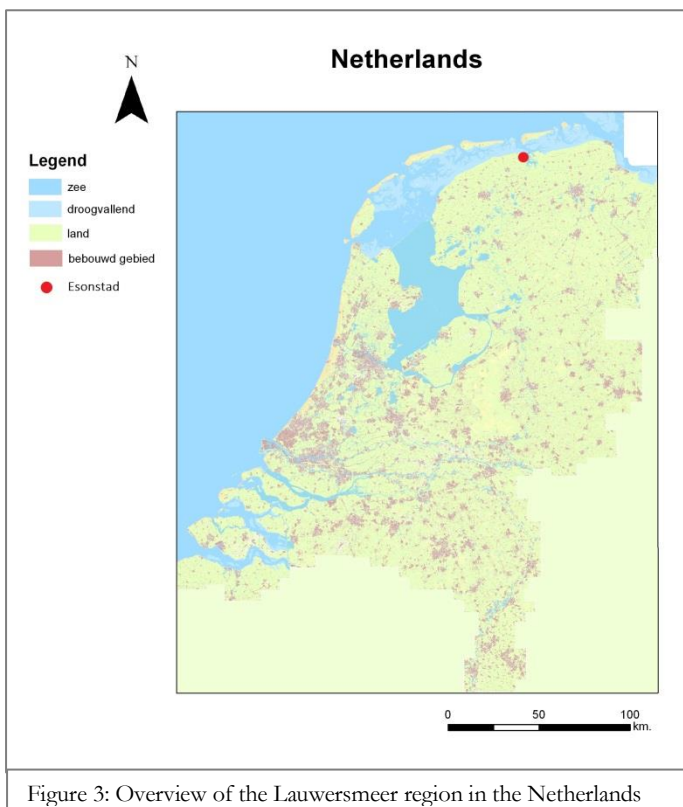 Netherlands
N
Legend
zee
droogvallend
land
bebouwd gebied
Esonstad
0 50 100
km.
Figure 3: Overview of the Lauwersmeer region in the Netherlands